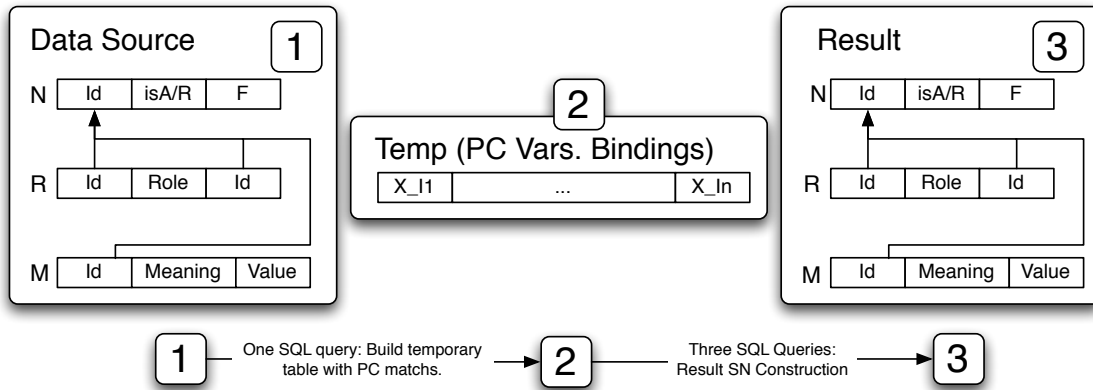 Data Source
1
N
Id
isA/R
F
R
Id
Role
Id
M
Id
Meaning
Value
2
Temp (PC Vars. Bindings)
X_I1
...
X_In
Result
3
N
Id
isA/R
F
R
Id
Role
Id
M
Id
Meaning
Value
1
One SQL query: Build temporary
table with PC matchs.
2
Three SQL Queries:
Result SN Construction
3